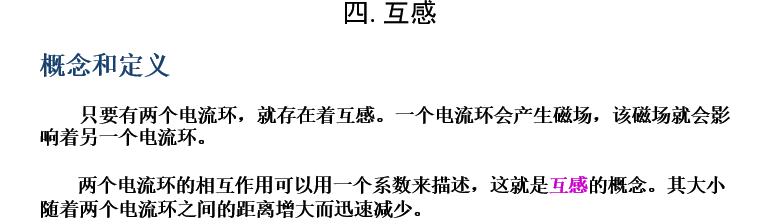 四. 互感
概念和定义
只要有两个电流环，就存在着互感。一个电流环会产生磁场，该磁场就会影
响着另一个电流环。
两个电流环的相互作用可以用一个系数来描述，这就是互感的概念。其大小
随着两个电流环之间的距离增大而迅速减少。